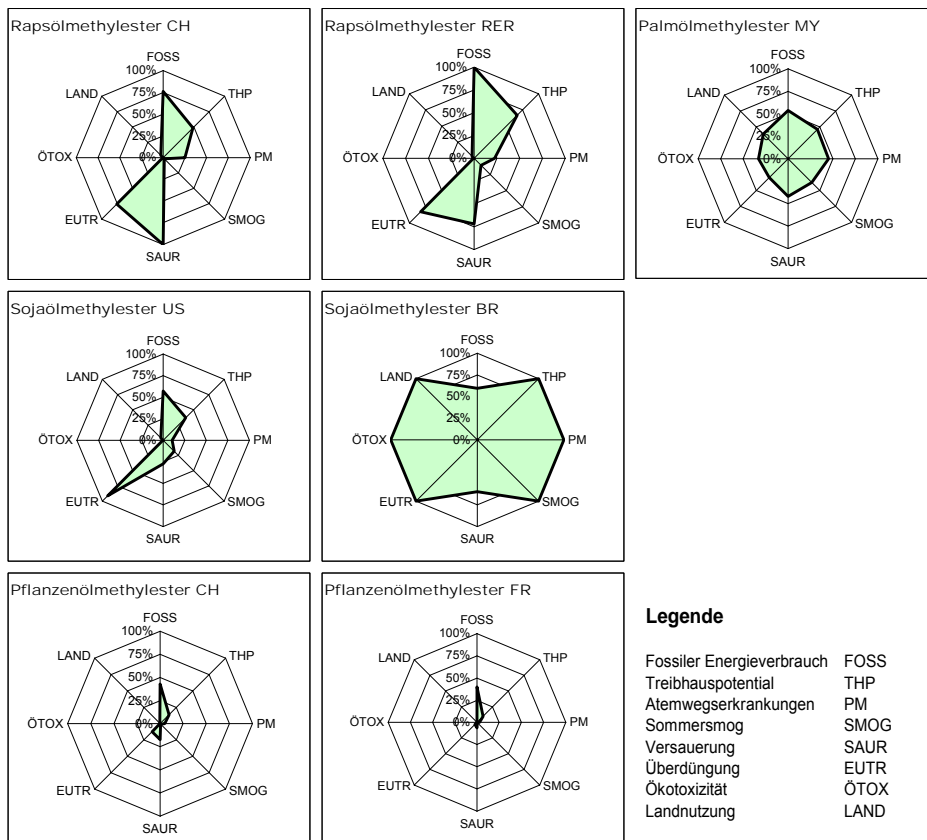 Rapsölmethylester CH
FOSS
100%
75%
50%
25%
0%
THP
PM
SMOG
SAUR
EUTR
ÖTOX
LAND
Rapsölmethylester RER
FOSS
100%
75%
50%
25%
0%
THP
PM
SMOG
SAUR
EUTR
ÖTOX
LAND
Palmölmethylester MY
FOSS
100%
75%
50%
25%
0%
THP
PM
SMOG
SAUR
EUTR
ÖTOX
LAND
Sojaölmethylester US
FOSS
100%
75%
50%
25%
0%
THP
PM
SMOG
SAUR
EUTR
ÖTOX
LAND
Sojaölmethylester BR
FOSS
100%
75%
50%
25%
0%
THP
PM
SMOG
SAUR
EUTR
ÖTOX
LAND
Pflanzenölmethylester CH
FOSS
100%
75%
50%
25%
0%
THP
PM
SMOG
SAUR
EUTR
ÖTOX
LAND
Pflanzenölmethylester FR
FOSS
100%
75%
50%
25%
0%
THP
PM
SMOG
SAUR
EUTR
ÖTOX
LAND
Legende
Fossiler Energieverbrauch FOSS
Treibhauspotential THP
Atemwegserkrankungen PM
Sommersmog SMOG
Versauerung SAUR
Überdüngung EUTR
Ökotoxizität ÖTOX
Landnutzung LAND